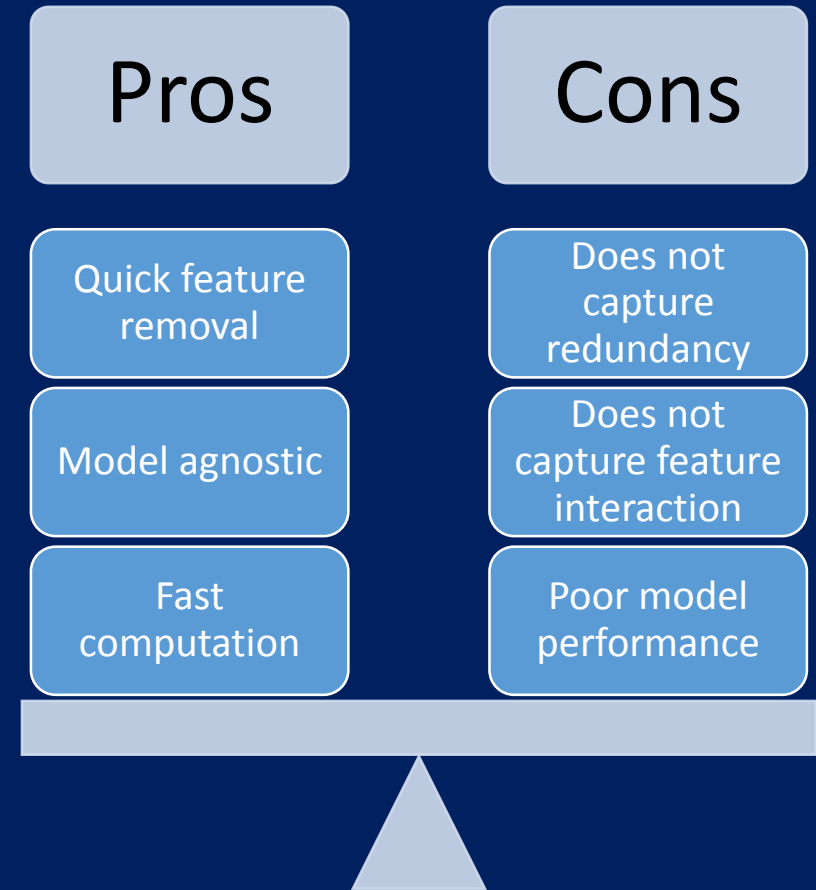 Pros
Quick feature
removal
Model agnostic
Fast
computation
Cons
Does not
capture
redundancy
Does not
capture feature
interaction
Poor model
performance